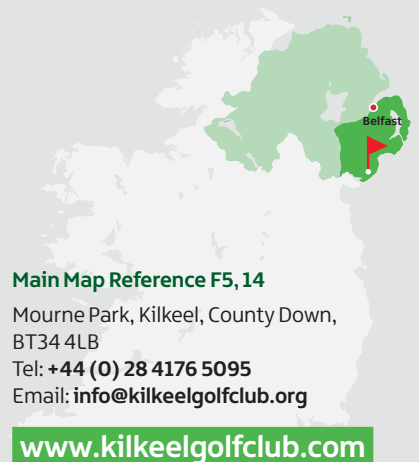 Belfast
Main Map Reference F5, 14
Mourne Park, Kilkeel, County Down,
BT34 4LB
Tel: +44 (0) 28 4176 5095
Email: info@kilkeelgolfclub.org
www.kilkeelgolfclub.com